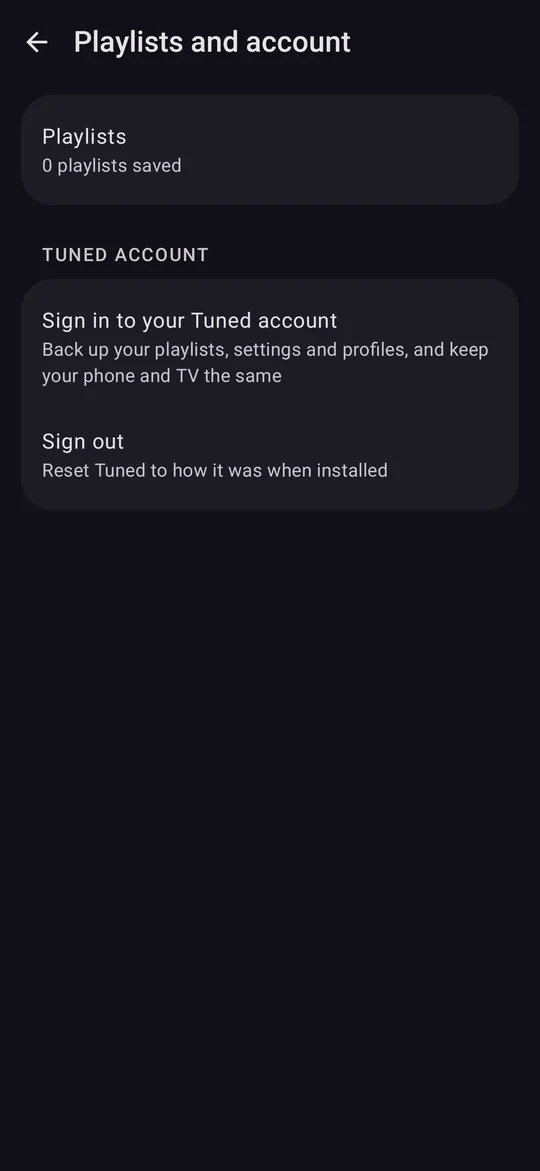 Playlists and account
Playlists
0 playlists saved
TUNED ACCOUNT
Sign in to your Tuned account
Back up your playlists, settings and profiles, and keep
your phone and TV the same
Sign out
Reset Tuned to how it was when installed